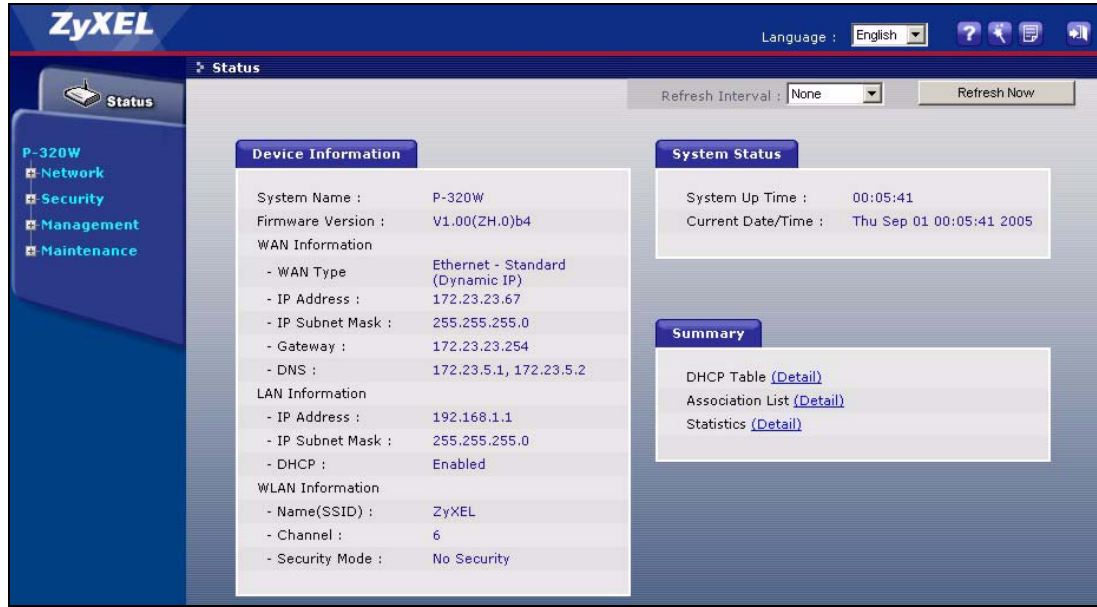 ZyXEL
Language : English
Status
Status
Refresh Interval : None Refresh Now
P-320W
Network
Security
Management
Maintenance
Device Information
System Name : P-320W
Firmware Version : V1.00(ZH.0)b4
WAN Information
- WAN Type Ethernet - Standard
(Dynamic IP)
- IP Address : 172.23.23.67
- IP Subnet Mask : 255.255.255.0
- Gateway : 172.23.23.254
- DNS : 172.23.5.1, 172.23.5.2
LAN Information
- IP Address : 192.168.1.1
- IP Subnet Mask : 255.255.255.0
- DHCP : Enabled
WLAN Information
- Name(SSID) : ZyXEL
- Channel : 6
- Security Mode : No Security
System Status
System Up Time : 00:05:41
Current Date/Time : Thu Sep 01 00:05:41 2005
Summary
DHCP Table (Detail)
Association List (Detail)
Statistics (Detail)